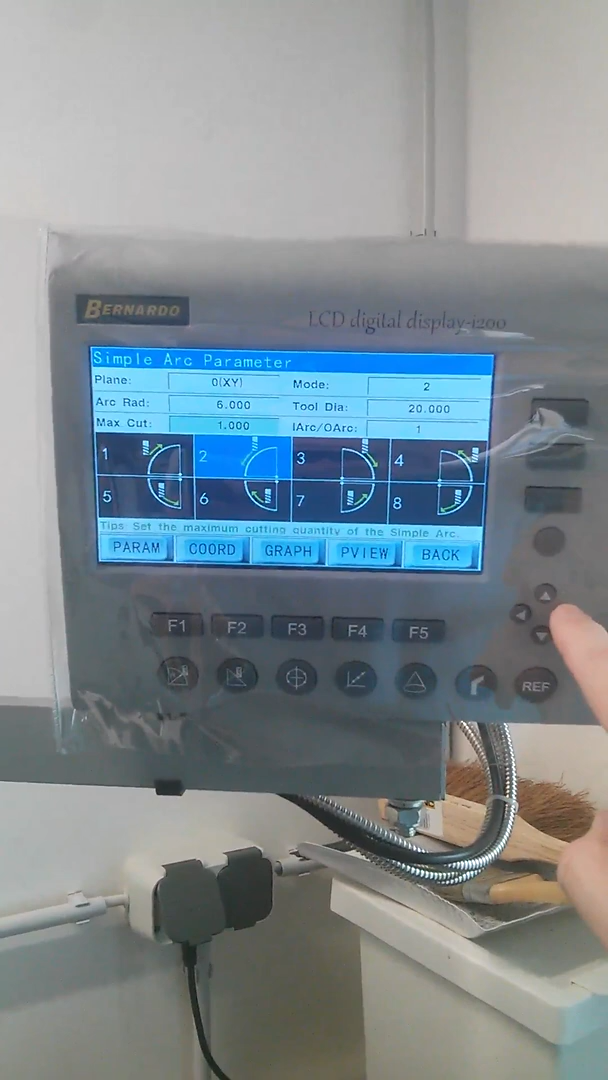 BERNARDO
LCD digital display-i200
Simple Arc Parameter
Plane: 0(XY) Mode: 2
Arc Rad: 6.000 Tool Dia: 20.000
Max Cut: 1.000 IArc/OArc: 1
1 2 3 4
5 6 7 8
Tips Set the maximum cutting quantity of the Simple Arc.
PARAM COORD GRAPH PVIEW BACK
F1 F2 F3 F4 F5
REF